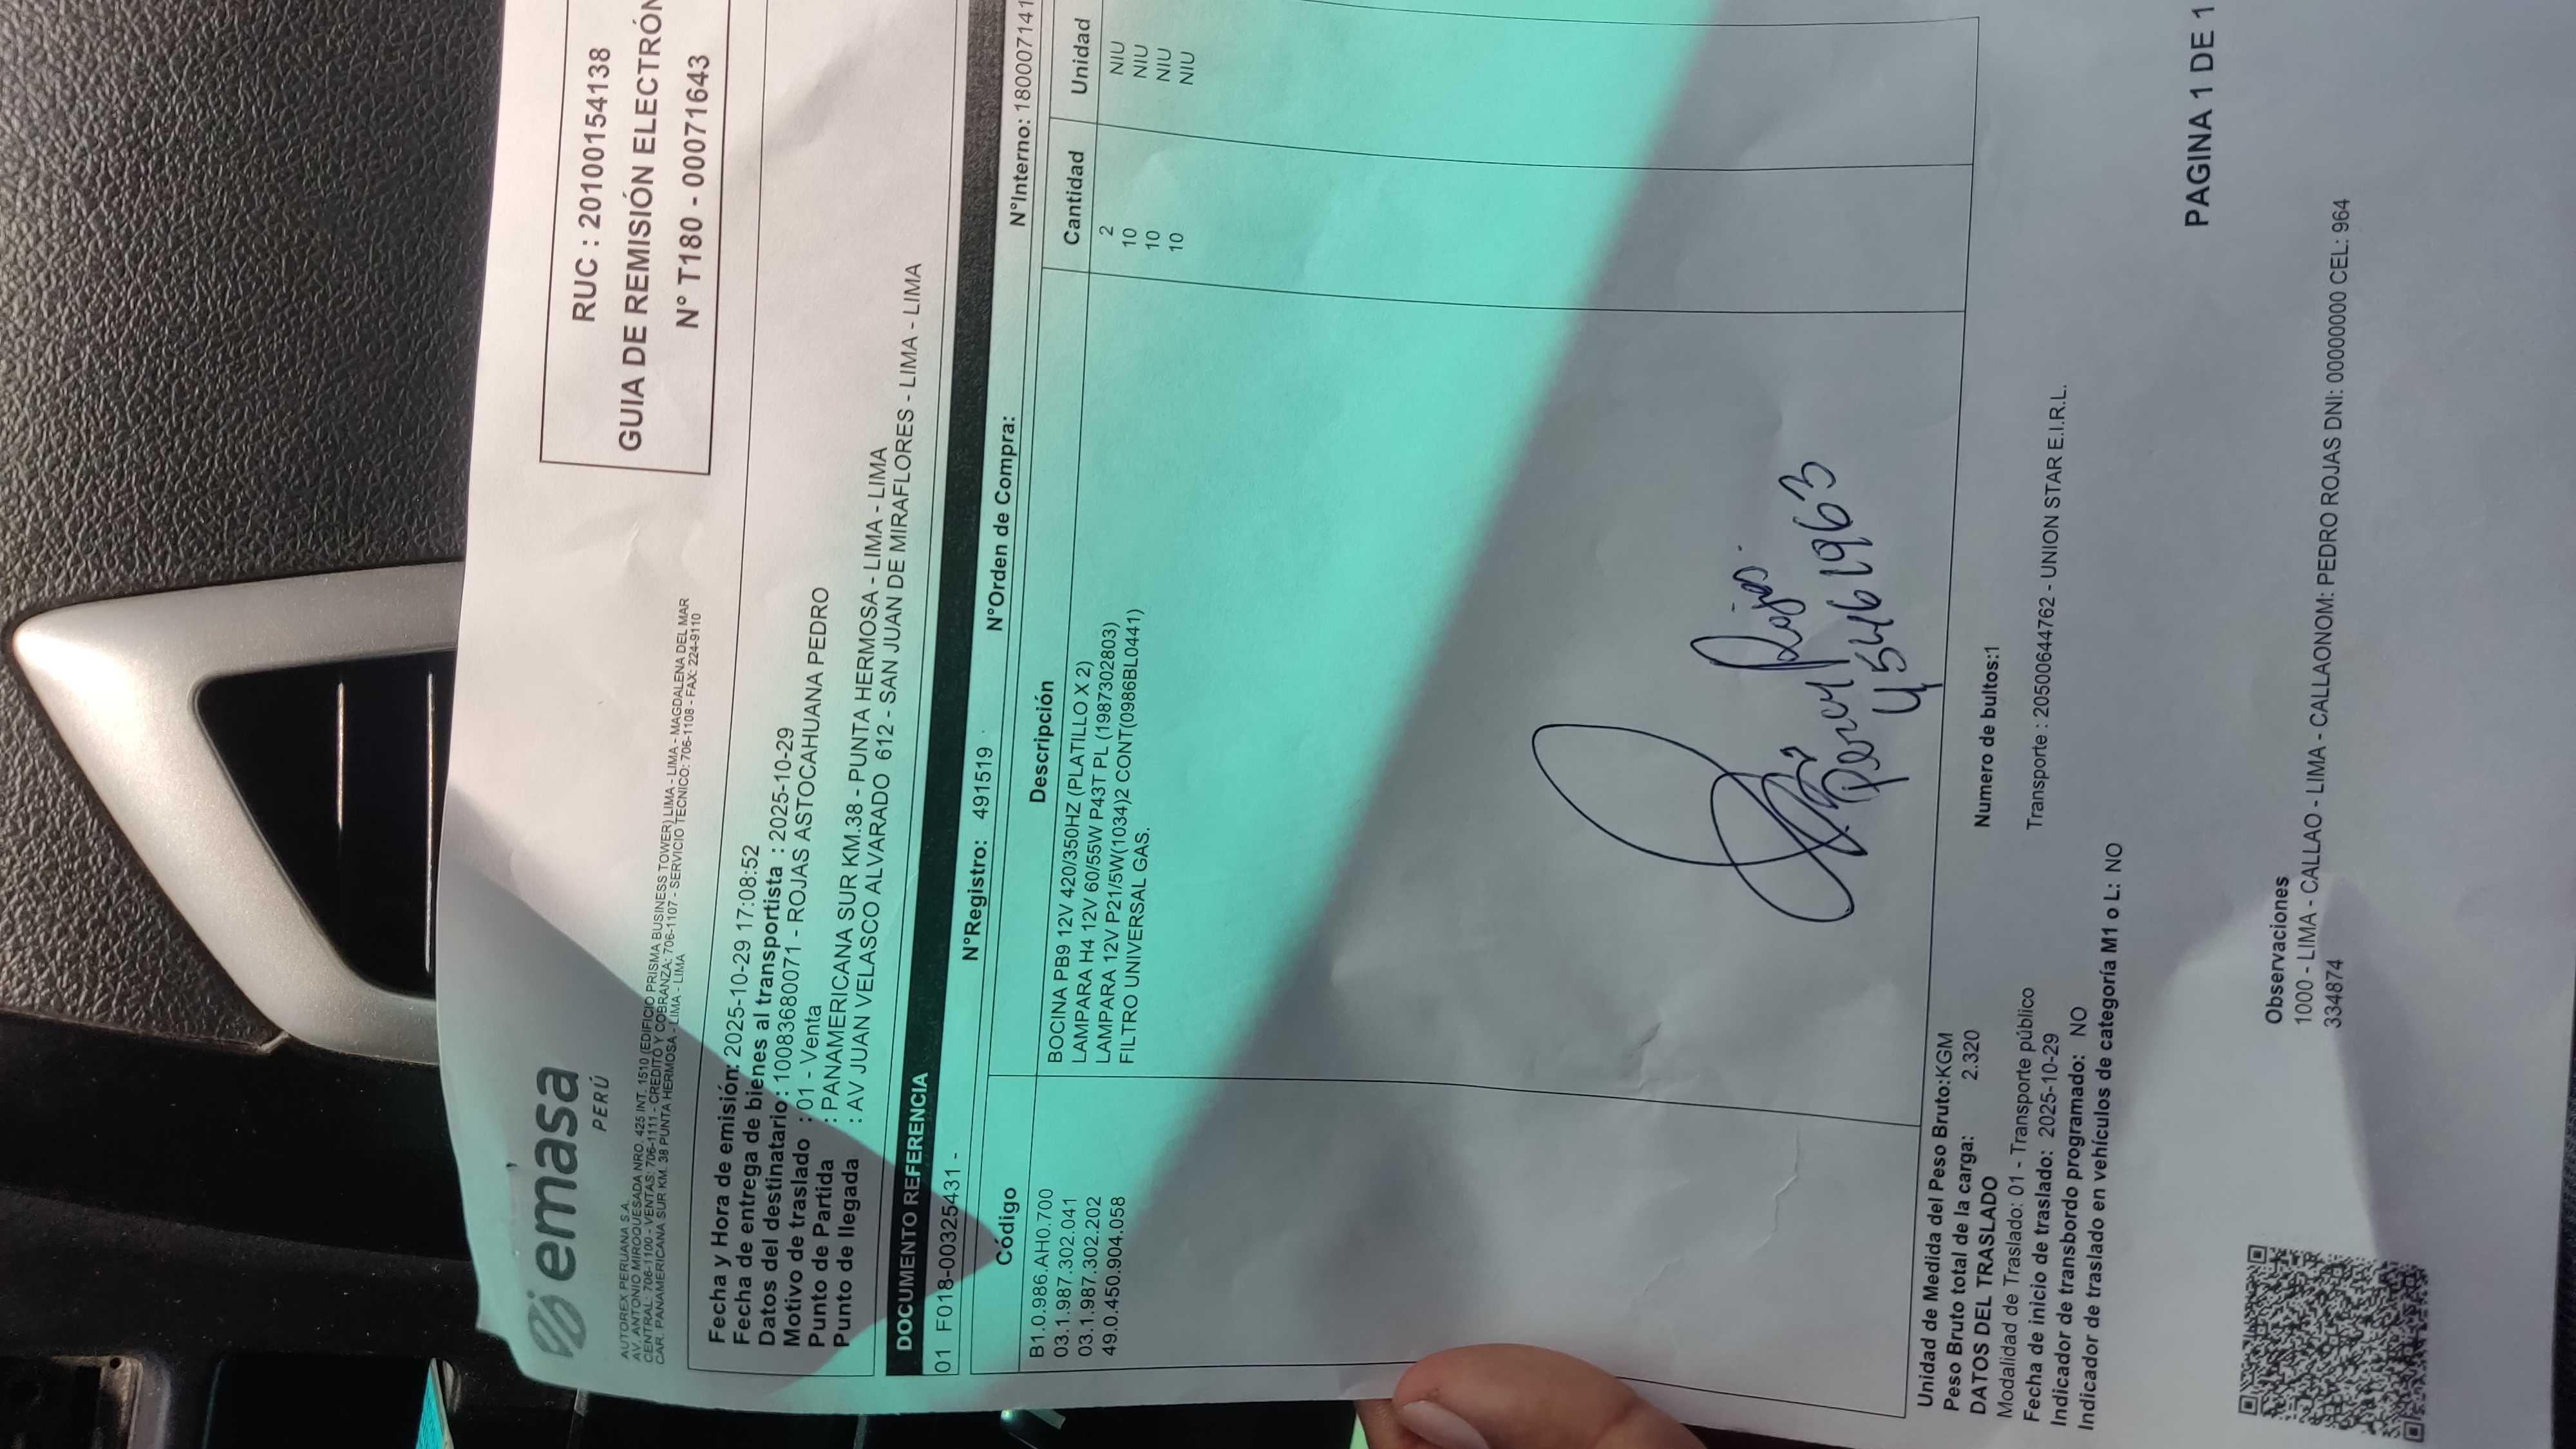 emasa
PERÚ
AUTOREX PERUANA S.A.
AV. ANTONIO MIROQUESADA NRO. 425 INT. 1510 (EDIFICIO PRISMA BUSINESS TOWER) LIMA - LIMA - MAGDALENA DEL MAR
CENTRAL: 706-1100 - VENTAS: 706-1111 - CREDITO Y COBRANZA: 706-1107 - SERVICIO TECNICO: 706-1108 - FAX: 224-9110
CAR. PANAMERICANA SUR KM. 38 PUNTA HERMOSA - LIMA - LIMA
RUC : 20100154138
GUIA DE REMISIÓN ELECTRÓN
N° T180 - 00071643
Fecha y Hora de emisión: 2025-10-29 17:08:52
Fecha de entrega de bienes al transportista : 2025-10-29
Datos del destinatario: 10083680071 - ROJAS ASTOCAHUANA PEDRO
Motivo de traslado : 01 - Venta
Punto de Partida : PANAMERICANA SUR KM.38 - PUNTA HERMOSA - LIMA - LIMA
Punto de llegada : AV JUAN VELASCO ALVARADO 612 - SAN JUAN DE MIRAFLORES - LIMA - LIMA
DOCUMENTO REFERENCIA
01 F018-00325431 -
N°Registro: 491519 N°Orden de Compra: N°Interno: 180007141
Código Descripción Cantidad Unidad
B1.0.986.AH0.700 BOCINA PB9 12V 420/350HZ (PLATILLO X 2) 2 NIU
03.1.987.302.041 LAMPARA H4 12V 60/55W P43T PL (1987302803) 10 NIU
03.1.987.302.202 LAMPARA 12V P21/5W(1034)2 CONT(0986BL0441) 10 NIU
49.0.450.904.058 FILTRO UNIVERSAL GAS. 10 NIU
Percy Rojas.
45461963
Unidad de Medida del Peso Bruto:KGM
Peso Bruto total de la carga: 2.320 Numero de bultos:1
DATOS DEL TRASLADO
Modalidad de Traslado: 01 - Transporte público Transporte : 20500644762 - UNION STAR E.I.R.L.
Fecha de inicio de traslado: 2025-10-29
Indicador de transbordo programado: NO
Indicador de traslado en vehículos de categoría M1 o L: NO
PAGINA 1 DE 1
Observaciones
1000 - LIMA - CALLAO - LIMA - CALLAONOM: PEDRO ROJAS DNI: 00000000 CEL: 964
334874